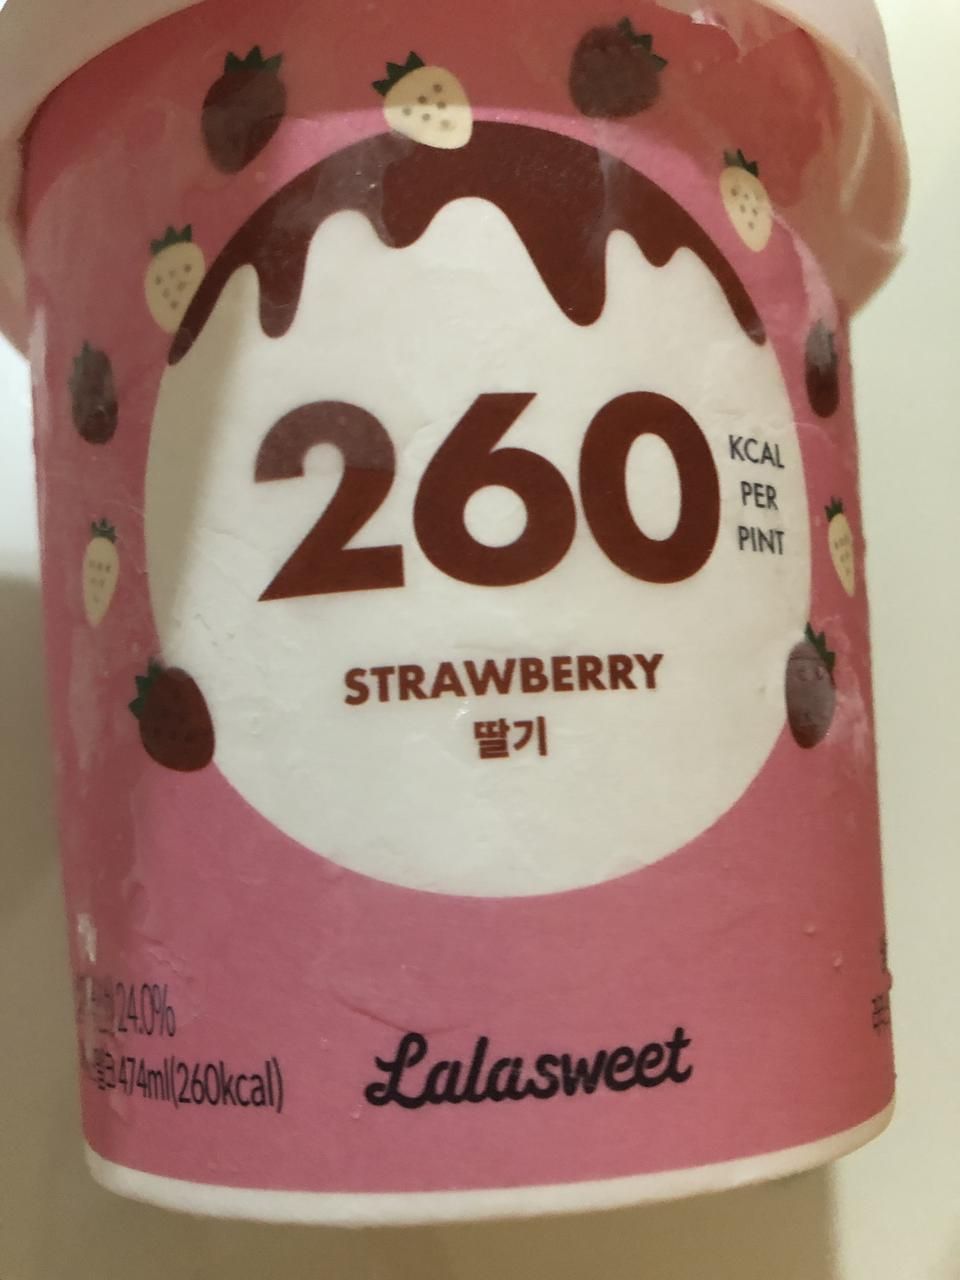 260
KCAL
PER
PINT
STRAWBERRY
딸기
24.0%
474ml(260kcal)
Lalasweet